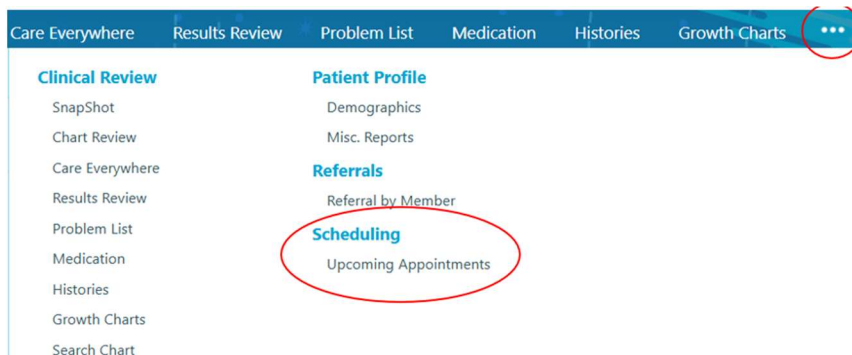 Care Everywhere Results Review Problem List Medication Histories Growth Charts •••
Clinical Review
SnapShot
Chart Review
Care Everywhere
Results Review
Problem List
Medication
Histories
Growth Charts
Search Chart
Patient Profile
Demographics
Misc. Reports
Referrals
Referral by Member
Scheduling
Upcoming Appointments